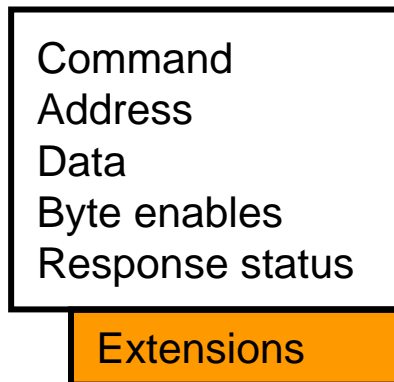 Command
Address
Data
Byte enables
Response status
Extensions